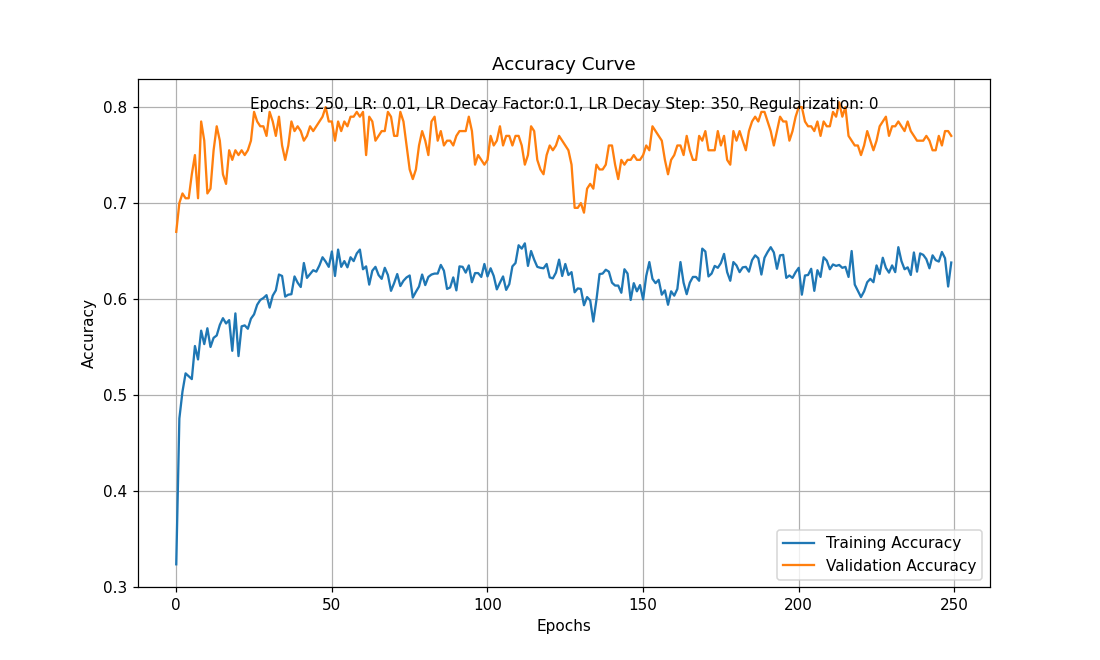 Accuracy Curve
Epochs: 250, LR: 0.01, LR Decay Factor:0.1, LR Decay Step: 350, Regularization: 0
0.8
0.7
0.6
0.5
0.4
0.3
Accuracy
Training Accuracy
Validation Accuracy
0 50 100 150 200 250
Epochs